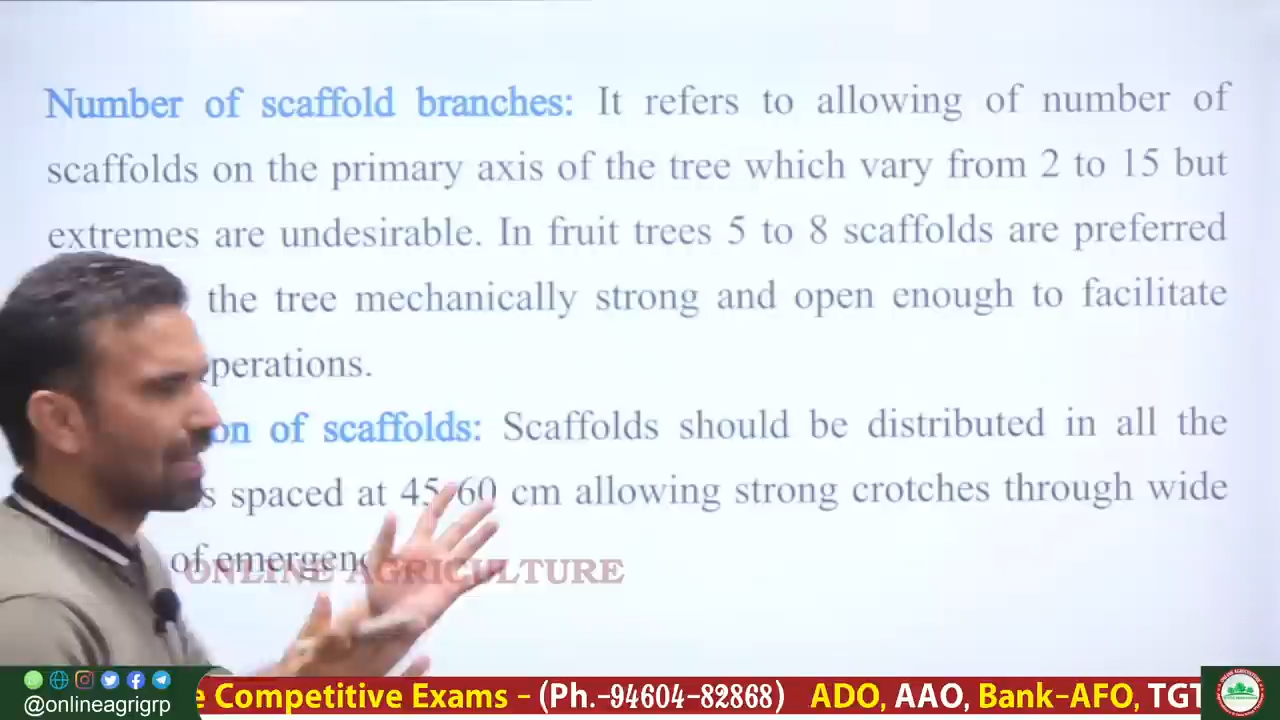 Number of scaffold branches: It refers to allowing of number of
scaffolds on the primary axis of the tree which vary from 2 to 15 but
extremes are undesirable. In fruit trees 5 to 8 scaffolds are preferred
the tree mechanically strong and open enough to facilitate
perations.
on of scaffolds: Scaffolds should be distributed in all the
s spaced at 45-60 cm allowing strong crotches through wide
of emergenc
ONLINE AGRICULTURE
@onlineagrigrp
e Competitive Exams - (Ph.-94604-82868) ADO, AAO, Bank-AFO, TGT